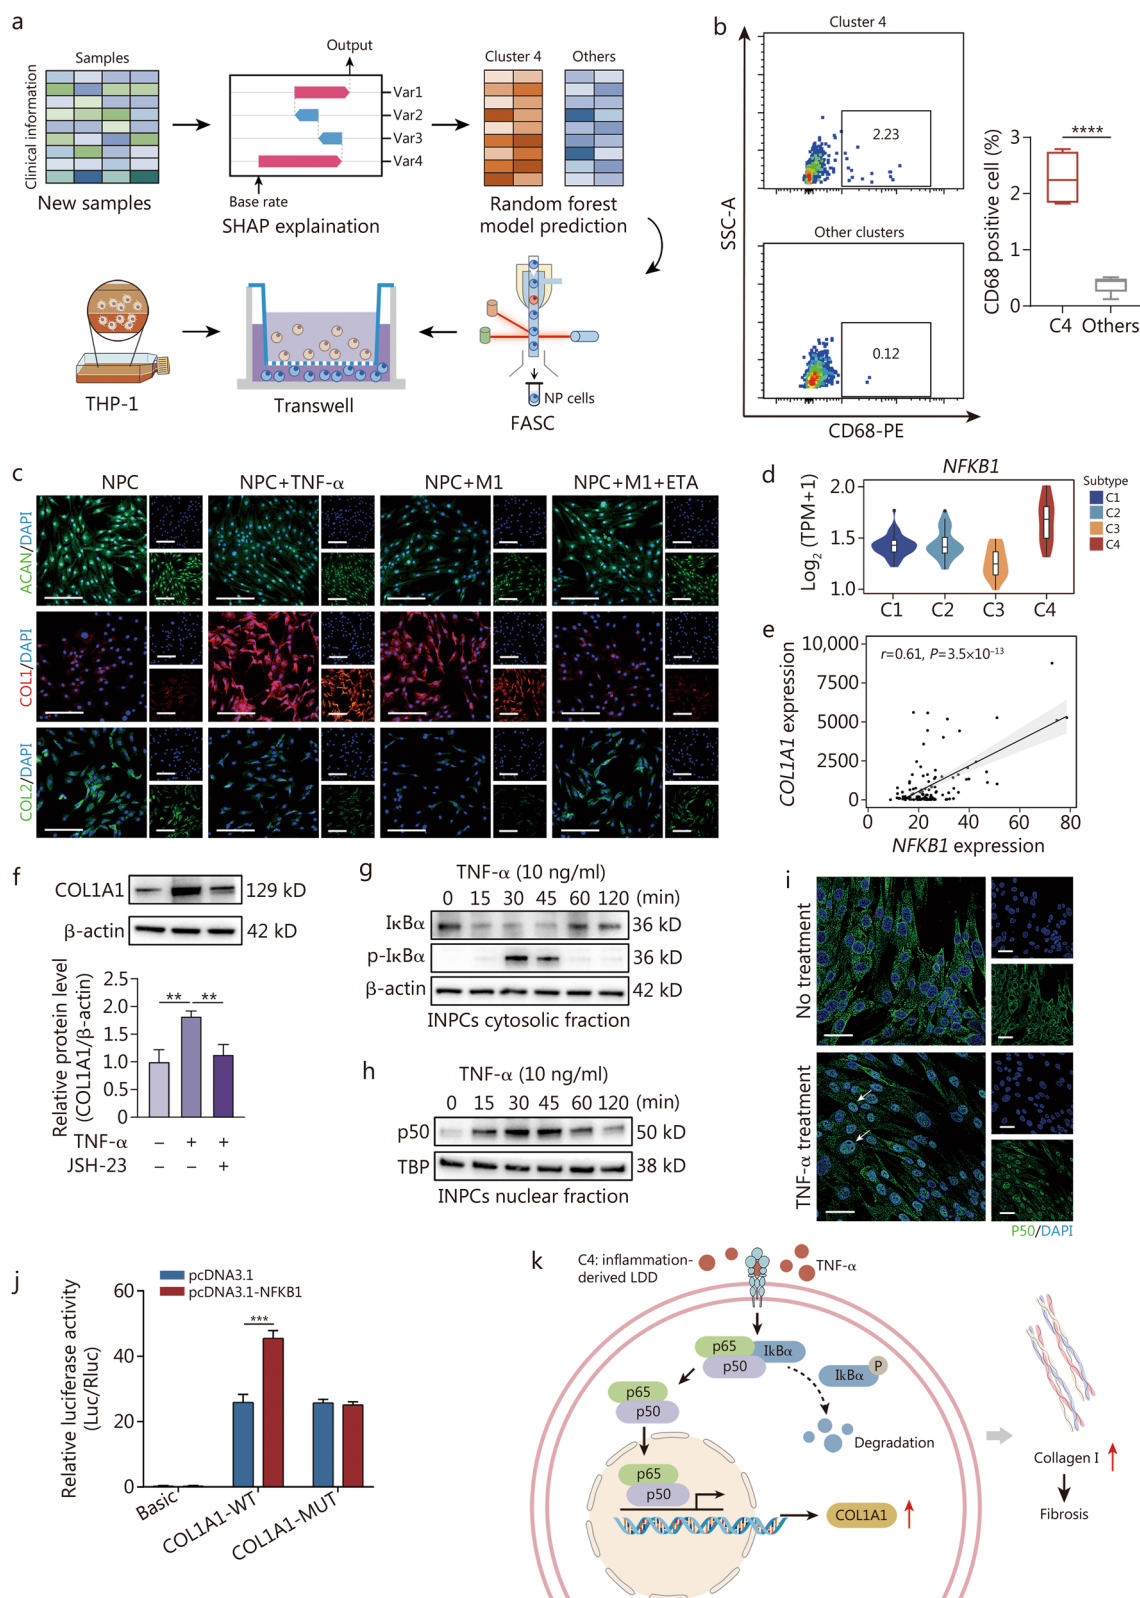 a
Samples
Clinical information
New samples
Output
Var1
Var2
Var3
Var4
Base rate
SHAP explaination
Cluster 4
Others
Random forest
model prediction
THP-1
Transwell
NP cells
FASC
b
Cluster 4
2.23
Other clusters
0.12
SSC-A
CD68-PE
CD68 positive cell (%)
3
2
1
0
****
C4
Others
c
NPC
NPC+TNF-α
NPC+M1
NPC+M1+ETA
ACAN/DAPI
COL1/DAPI
COL2/DAPI
d
NFKB1
Log2 (TPM+1)
2.0
1.5
1.0
C1
C2
C3
C4
Subtype
C1
C2
C3
C4
e
r=0.61, P=3.5×10–13
COL1A1 expression
10,000
7500
5000
2500
0
0
20
40
60
80
NFKB1 expression
f
COL1A1
129 kD
β-actin
42 kD
Relative protein level
(COL1A1/β-actin)
2.5
2.0
1.5
1.0
0.5
0
**
**
TNF-α – + +
JSH-23 – – +
g
TNF-α (10 ng/ml)
0 15 30 45 60 120 (min)
IκBα
36 kD
p-IκBα
36 kD
β-actin
42 kD
INPCs cytosolic fraction
h
TNF-α (10 ng/ml)
0 15 30 45 60 120 (min)
p50
50 kD
TBP
38 kD
INPCs nuclear fraction
i
No treatment
TNF-α treatment
P50/DAPI
j
pcDNA3.1
pcDNA3.1-NFKB1
Relative luciferase activity
(Luc/Rluc)
60
40
20
0
***
Basic
COL1A1-WT
COL1A1-MUT
k
C4: inflammation-
derived LDD
TNF-α
p65
IkBα
p50
IkBα
P
p65
p50
Degradation
p65
p50
COL1A1
Collagen I
Fibrosis